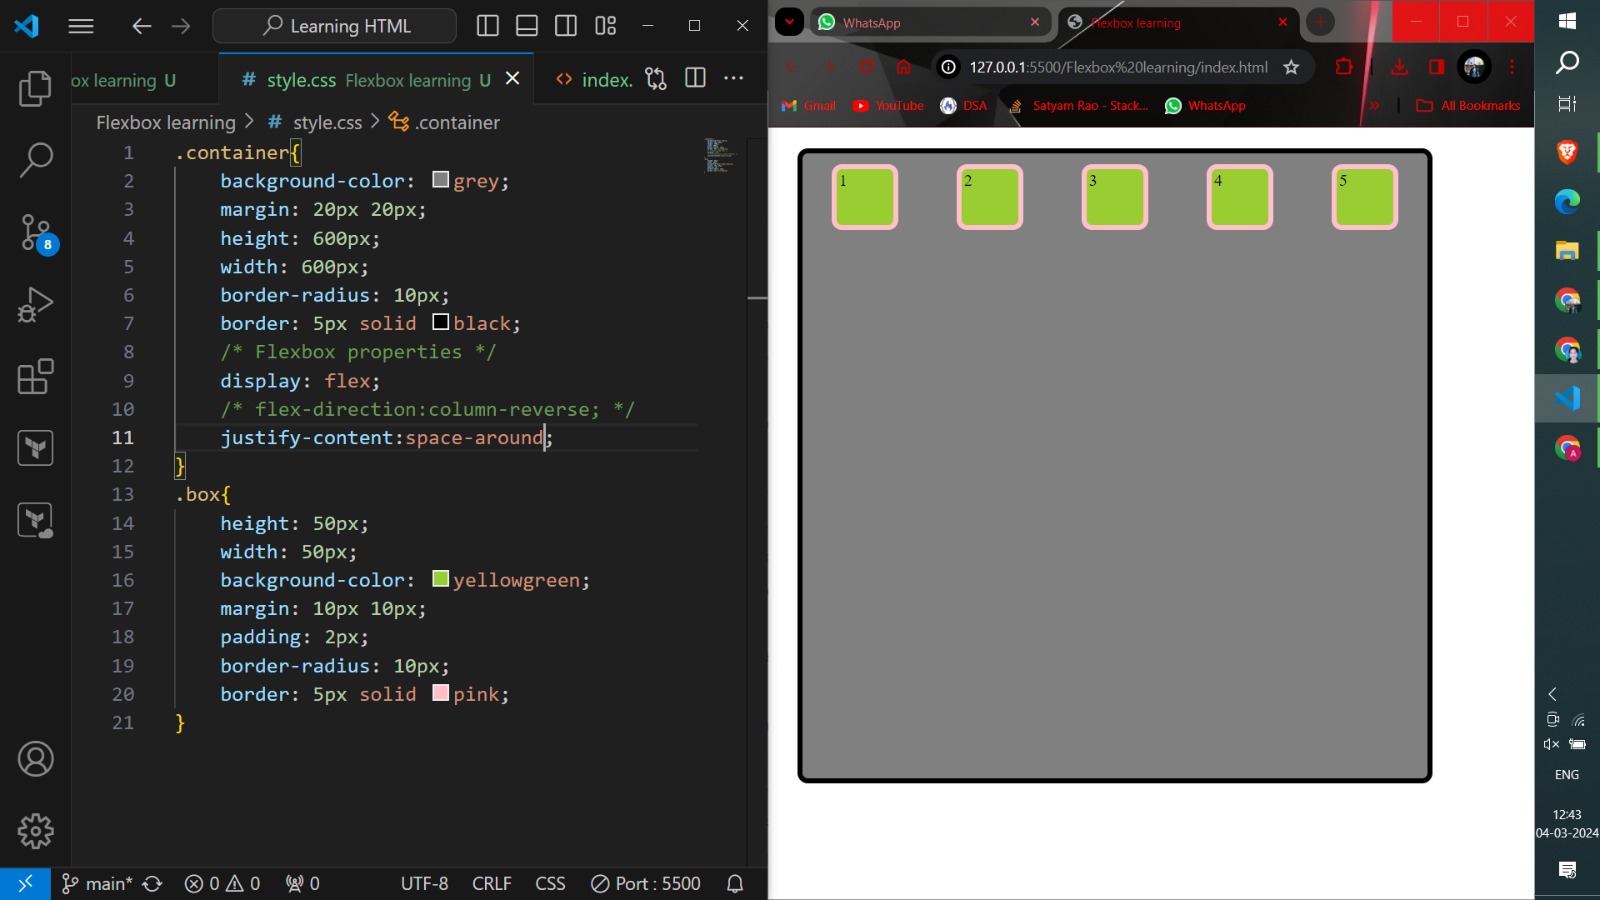 Learning HTML
ox learning U
# style.css Flexbox learning U
<> index.
Flexbox learning > # style.css > .container
1 .container{
2 background-color: grey;
3 margin: 20px 20px;
4 height: 600px;
5 width: 600px;
6 border-radius: 10px;
7 border: 5px solid black;
8 /* Flexbox properties */
9 display: flex;
10 /* flex-direction:column-reverse; */
11 justify-content:space-around;
12 }
13 .box{
14 height: 50px;
15 width: 50px;
16 background-color: yellowgreen;
17 margin: 10px 10px;
18 padding: 2px;
19 border-radius: 10px;
20 border: 5px solid pink;
21 }
8
main* 0 0 0 UTF-8 CRLF CSS Port : 5500
WhatsApp
Flexbox learning
127.0.0.1:5500/Flexbox%20learning/index.html
Gmail YouTube DSA Satyam Rao - Stack... WhatsApp » All Bookmarks
1 2 3 4 5
A
ENG
12:43
04-03-2024